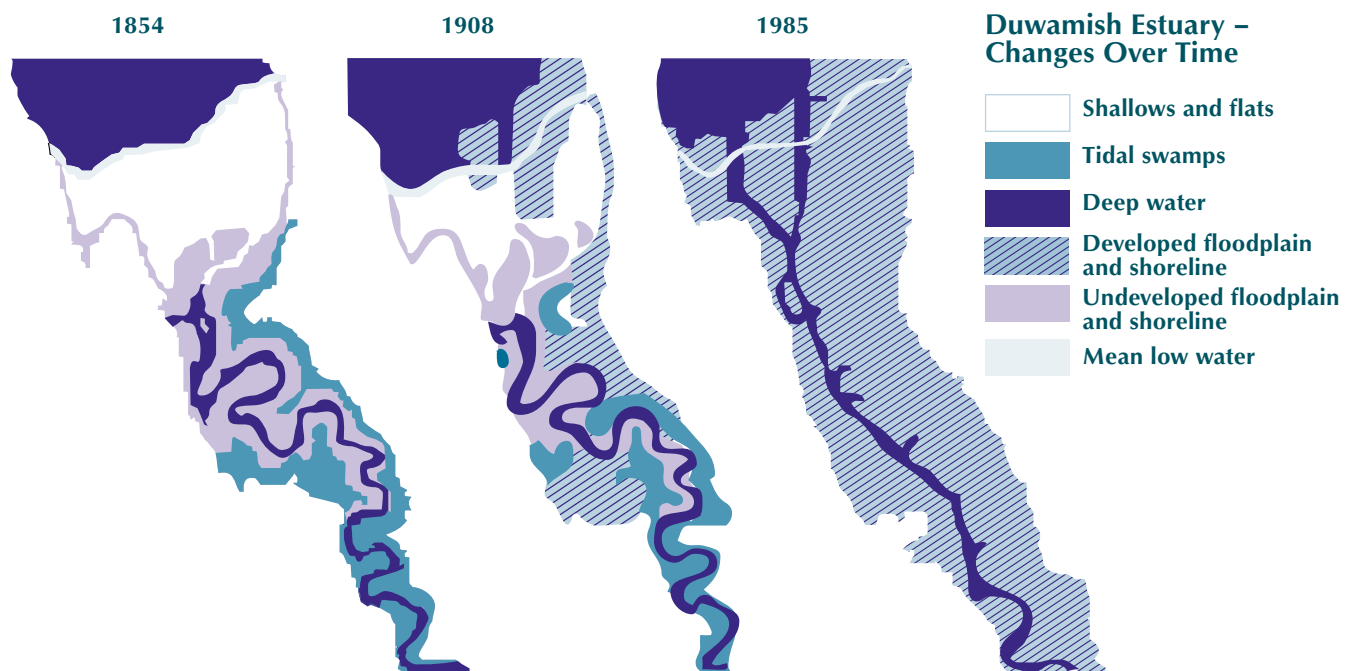 1854
1908
1985
Duwamish Estuary –
Changes Over Time
Shallows and flats
Tidal swamps
Deep water
Developed floodplain
and shoreline
Undeveloped floodplain
and shoreline
Mean low water